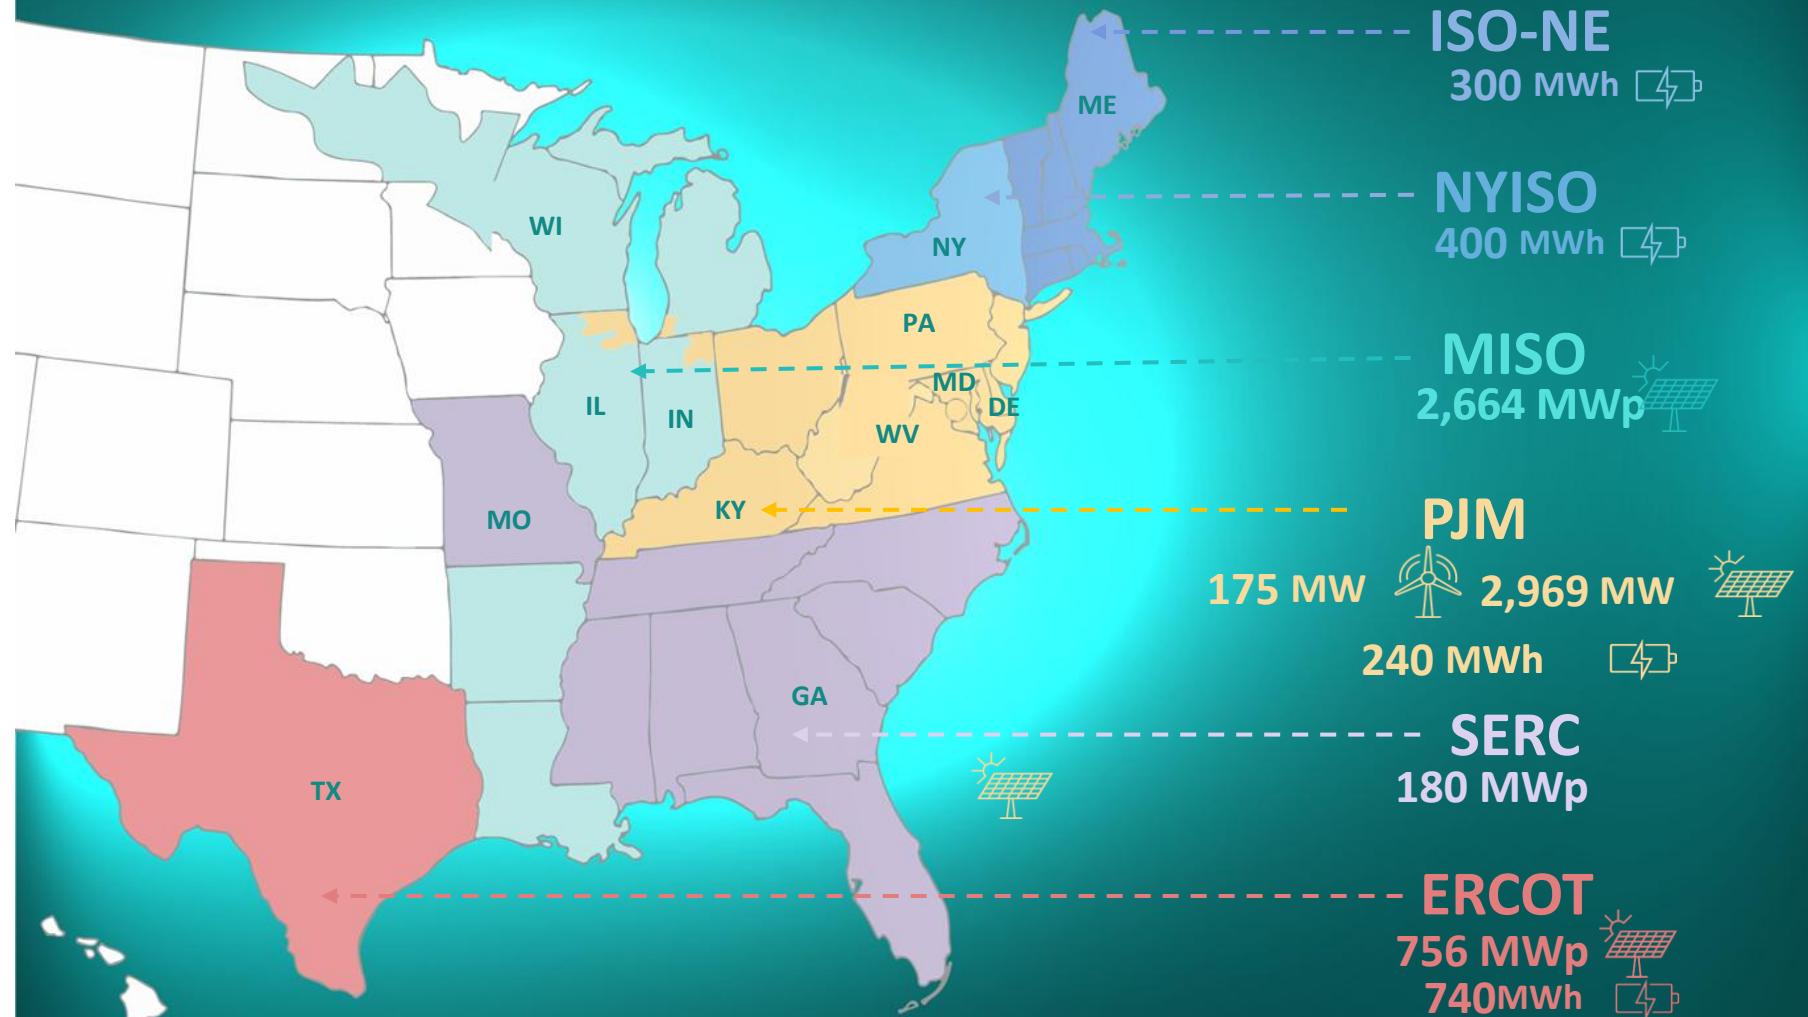 ISO-NE
300 MWh
ME
NYISO
400 MWh
WI
NY
PA
MISO
2,664 MWp
MD
IL
IN
DE
WV
MO
KY
PJM
175 MW
2,969 MW
240 MWh
GA
SERC
180 MWp
TX
ERCOT
756 MWp
740MWh